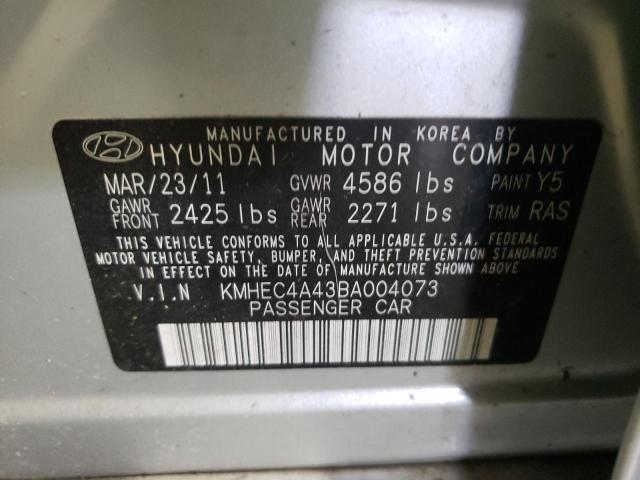 MANUFACTURED IN KOREA BY
HYUNDAI MOTOR COMPANY
MAR/23/11 GVWR 4586 lbs PAINT Y5
GAWR FRONT 2425 lbs GAWR REAR 2271 lbs TRIM RAS
THIS VEHICLE CONFORMS TO ALL APPLICABLE U.S.A. FEDERAL
MOTOR VEHICLE SAFETY, BUMPER, AND THEFT PREVENTION STANDARDS
IN EFFECT ON THE DATE OF MANUFACTURE SHOWN ABOVE.
V.I.N KMHEC4A43BA004073
PASSENGER CAR